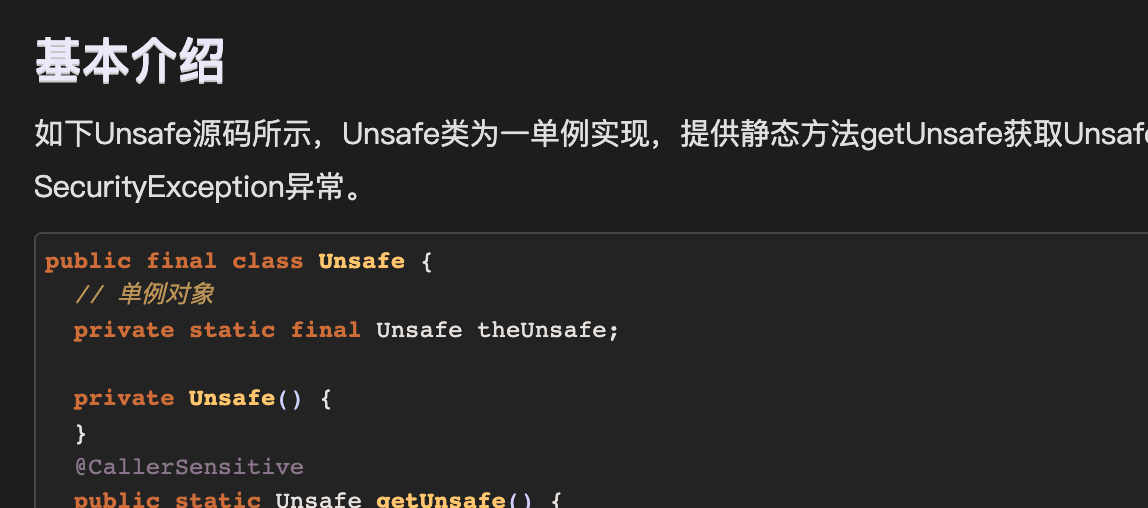 基本介绍
如下Unsafe源码所示，Unsafe类为一单例实现，提供静态方法getUnsafe获取Unsafe
SecurityException异常。
public final class Unsafe {
// 单例对象
private static final Unsafe theUnsafe;
private Unsafe() {
}
@CallerSensitive
public static Unsafe getUnsafe() {